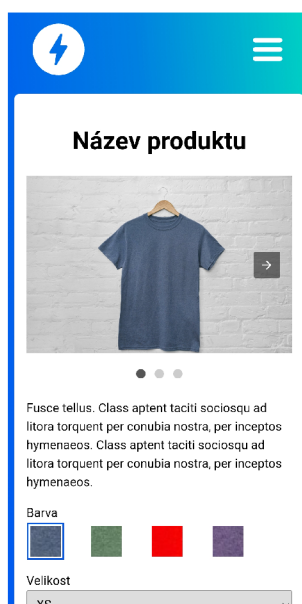 Název produktu
Fusce tellus. Class aptent taciti sociosqu ad
litora torquent per conubia nostra, per inceptos
hymenaeos. Class aptent taciti sociosqu ad
litora torquent per conubia nostra, per inceptos
hymenaeos.
Barva
Velikost
XS